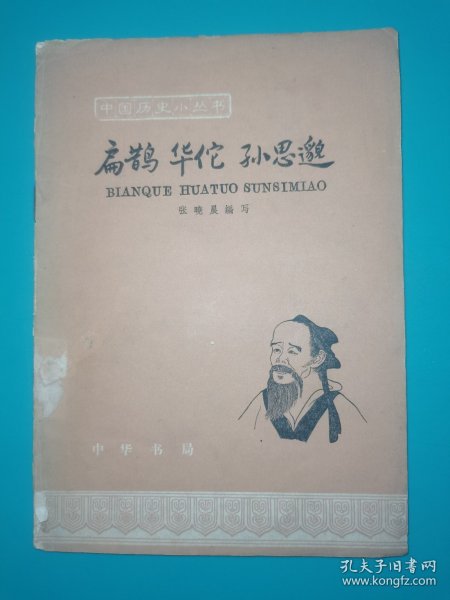 中国历史小丛书
扁鹊 华佗 孙思邈
BIANQUE HUATUO SUNSIMIAO
张晓晨编写
中华书局
孔夫子旧书网
www.kongfz.com